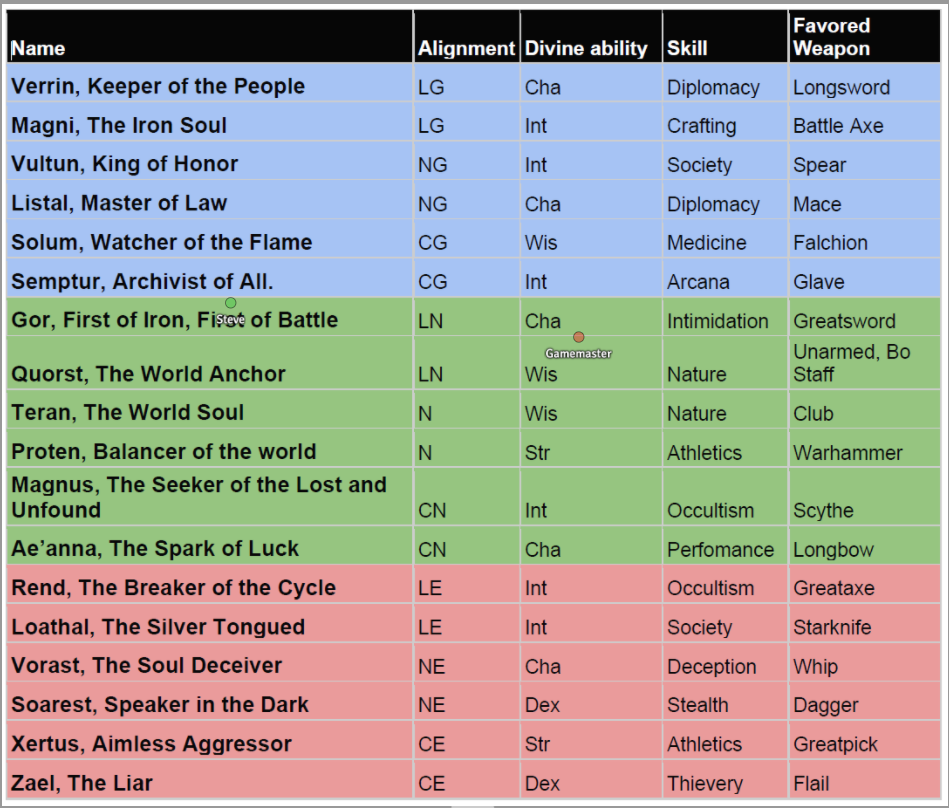 Name Alignment Divine ability Skill Favored Weapon
Verrin, Keeper of the People LG Cha Diplomacy Longsword
Magni, The Iron Soul LG Int Crafting Battle Axe
Vultun, King of Honor NG Int Society Spear
Listal, Master of Law NG Cha Diplomacy Mace
Solum, Watcher of the Flame CG Wis Medicine Falchion
Semptur, Archivist of All. CG Int Arcana Glave
Gor, First of Iron, First of Battle LN Cha Intimidation Greatsword
Steve
Gamemaster
Quorst, The World Anchor LN Wis Nature Unarmed, Bo Staff
Teran, The World Soul N Wis Nature Club
Proten, Balancer of the world N Str Athletics Warhammer
Magnus, The Seeker of the Lost and Unfound CN Int Occultism Scythe
Ae’anna, The Spark of Luck CN Cha Perfomance Longbow
Rend, The Breaker of the Cycle LE Int Occultism Greataxe
Loathal, The Silver Tongued LE Int Society Starknife
Vorast, The Soul Deceiver NE Cha Deception Whip
Soarest, Speaker in the Dark NE Dex Stealth Dagger
Xertus, Aimless Aggressor CE Str Athletics Greatpick
Zael, The Liar CE Dex Thievery Flail